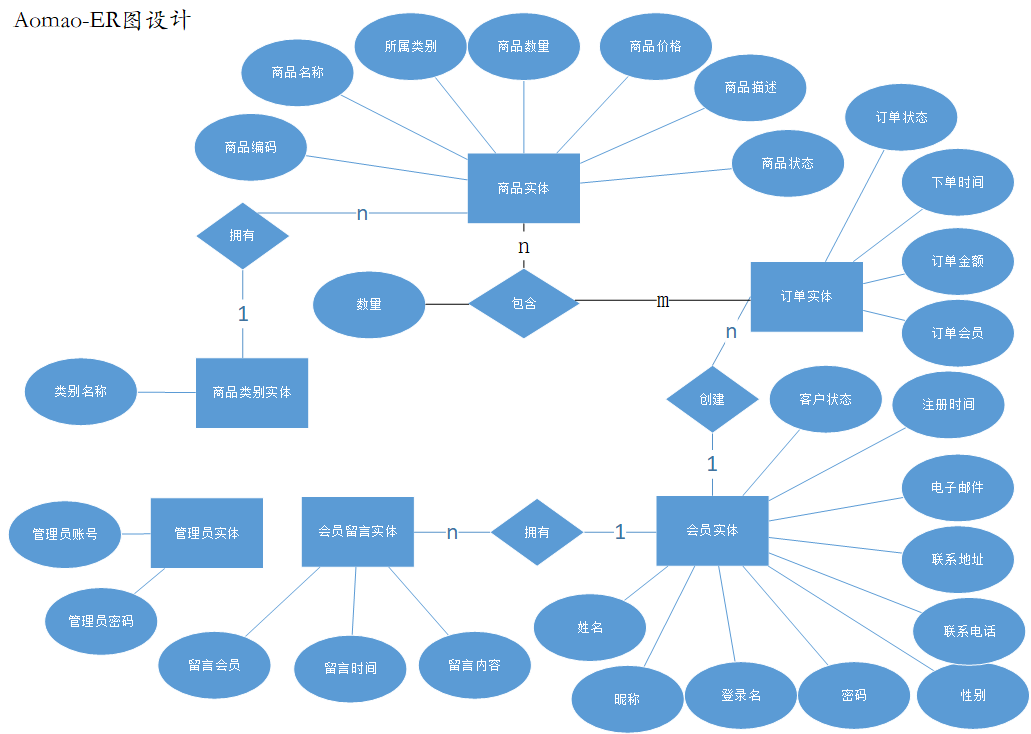 Aomao-ER图设计
所属类别
商品数量
商品价格
商品名称
商品描述
订单状态
商品编码
商品状态
下单时间
商品实体
n
拥有
n
订单金额
数量
包含
m
订单实体
1
n
订单会员
类别名称
商品类别实体
创建
客户状态
注册时间
1
电子邮件
管理员账号
管理员实体
会员留言实体
n
拥有
1
会员实体
联系地址
管理员密码
姓名
联系电话
留言会员
留言时间
留言内容
昵称
登录名
密码
性别